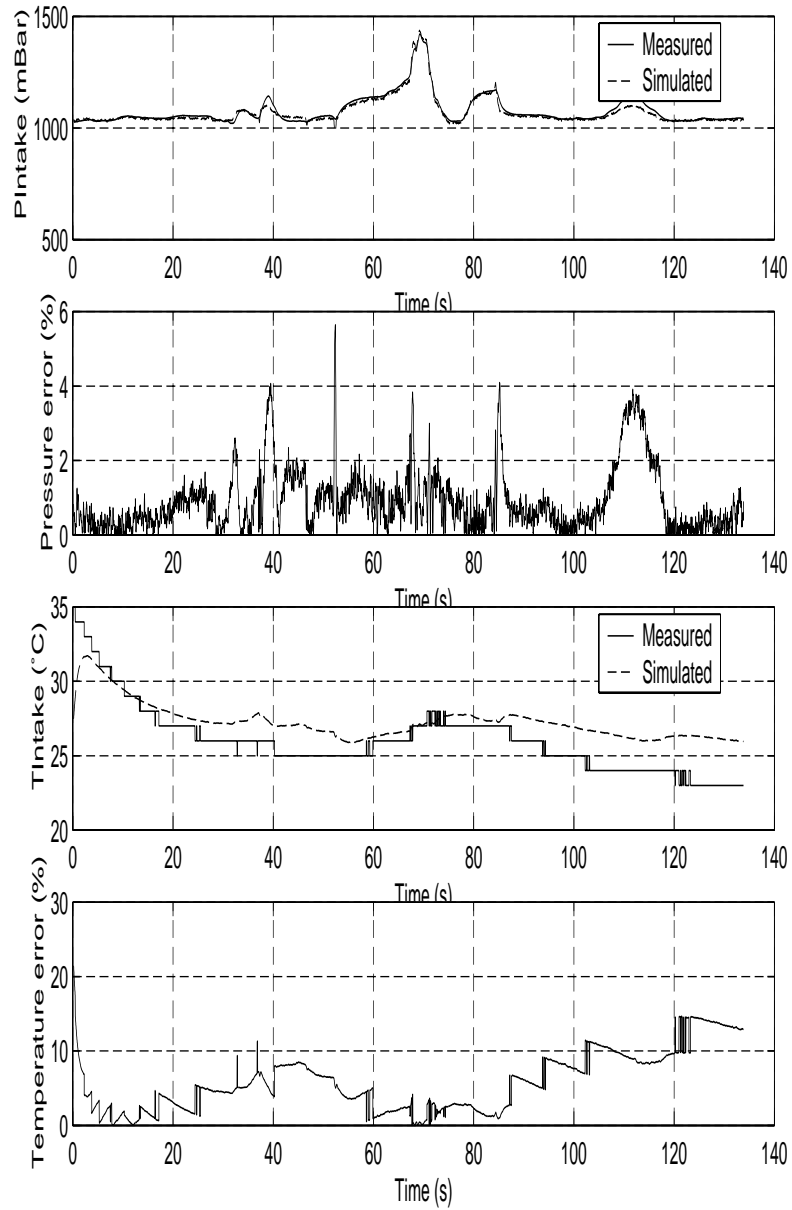 PIntake (mBar)
1500
1000
500
Measured
Simulated
0 20 40 60 80 100 120 140
Time (s)
Pressure error (%)
6
4
2
0
0 20 40 60 80 100 120 140
Time (s)
TIntake (°C)
35
30
25
20
Measured
Simulated
0 20 40 60 80 100 120 140
Time (s)
Temperature error (%)
30
20
10
0
0 20 40 60 80 100 120 140
Time (s)